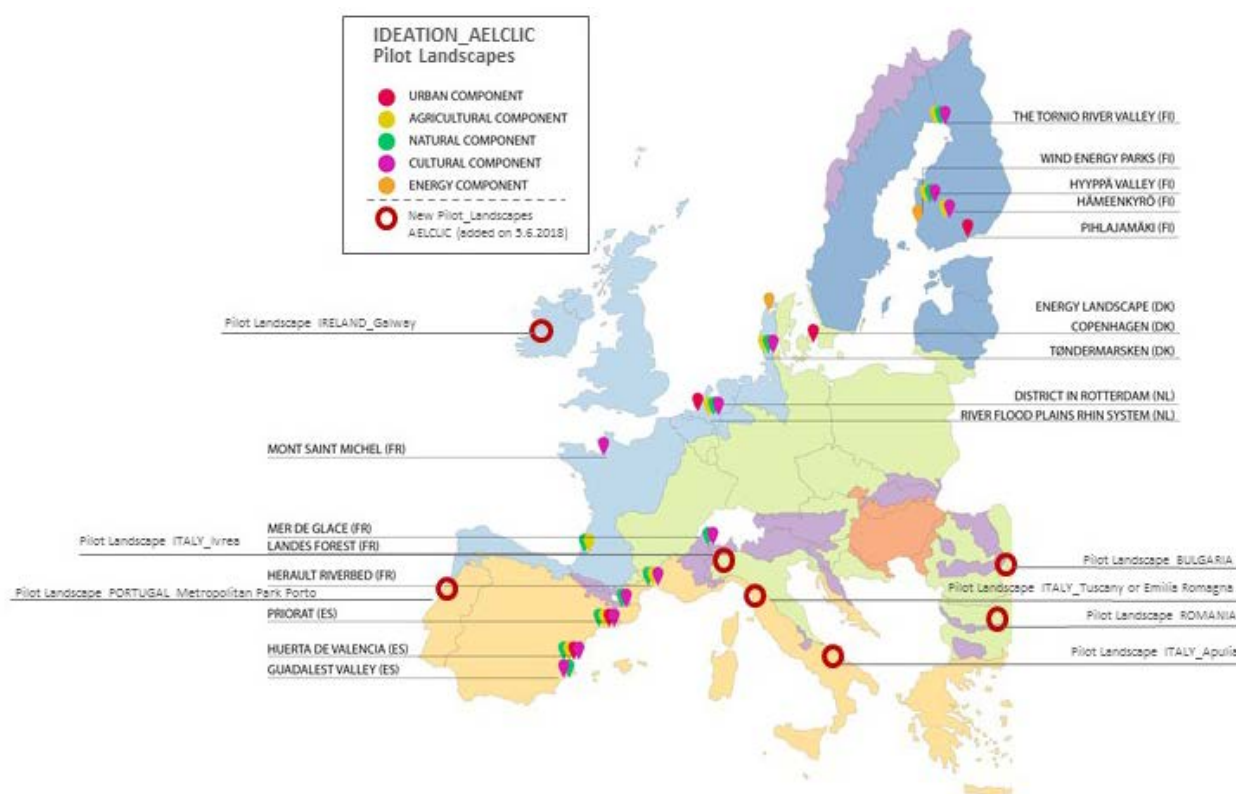 IDEATION_AELCLIC
Pilot Landscapes
URBAN COMPONENT
AGRICULTURAL COMPONENT
NATURAL COMPONENT
CULTURAL COMPONENT
ENERGY COMPONENT
New Pilot_Landscapes
AELCLIC (added on 5.6.2018)
THE TORNIO RIVER VALLEY (FI)
WIND ENERGY PARKS (FI)
HYYPPÄ VALLEY (FI)
HÄMEENKYRÖ (FI)
PIHLAJAMÄKI (FI)
ENERGY LANDSCAPE (DK)
COPENHAGEN (DK)
TØNDERMARSKEN (DK)
DISTRICT IN ROTTERDAM (NL)
RIVER FLOOD PLAINS RHIN SYSTEM (NL)
Pilot Landscape IRELAND_Galway
MONT SAINT MICHEL (FR)
MER DE GLACE (FR)
Pilot Landscape ITALY_Ivrea
LANDES FOREST (FR)
HERAULT RIVERBED (FR)
Pilot Landscape PORTUGAL Metropolitan Park Porto
PRIORAT (ES)
HUERTA DE VALENCIA (ES)
GUADALEST VALLEY (ES)
Pilot Landscape BULGARIA
Pilot Landscape ITALY_Tuscany or Emilia Romagna
Pilot Landscape ROMANIA
Pilot Landscape ITALY_Apulia